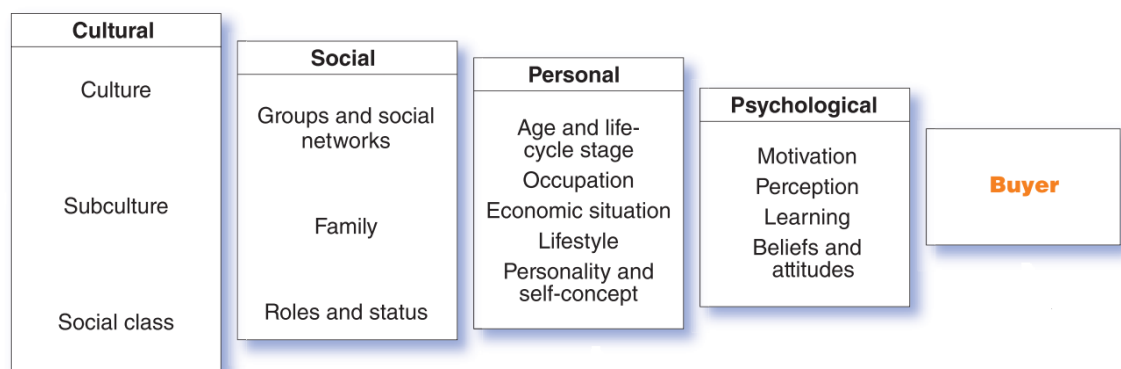 Cultural
Culture
Subculture
Social class
Social
Groups and social
networks
Family
Roles and status
Personal
Age and life-
cycle stage
Occupation
Economic situation
Lifestyle
Personality and
self-concept
Psychological
Motivation
Perception
Learning
Beliefs and
attitudes
Buyer